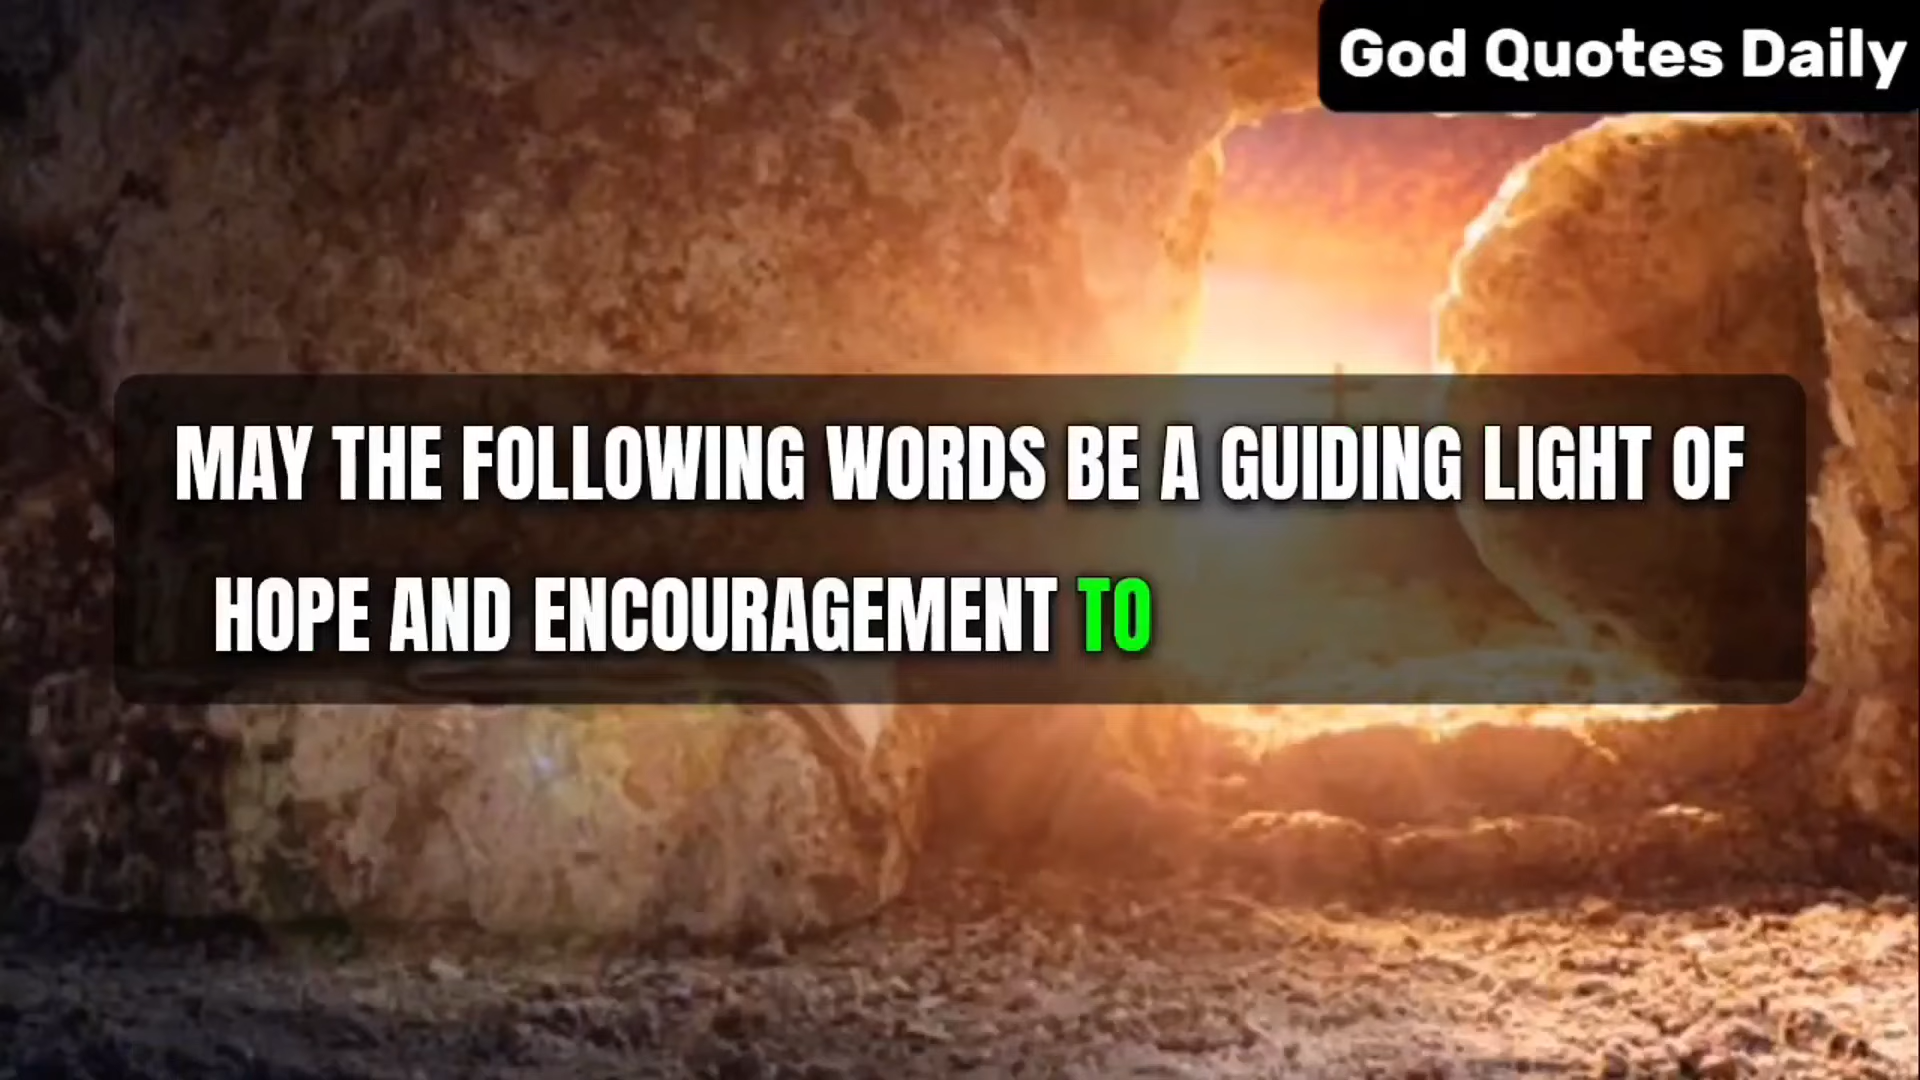 God Quotes Daily
MAY THE FOLLOWING WORDS BE A GUIDING LIGHT OF
HOPE AND ENCOURAGEMENT TO